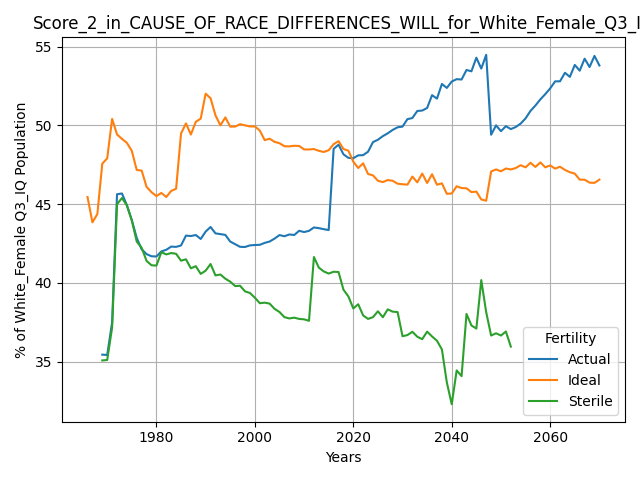 Score_2_in_CAUSE_OF_RACE_DIFFERENCES_WILL_for_White_Female_Q3_I
% of White_Female Q3_IQ Population
55
50
45
40
35
1980
2000
2020
2040
2060
Years
Fertility
Actual
Ideal
Sterile